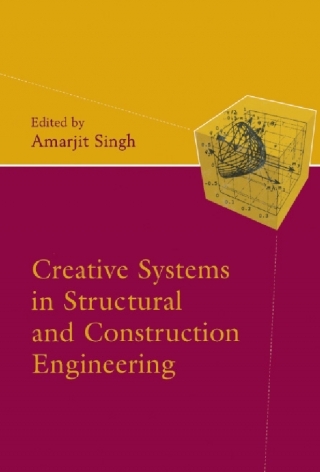 Edited by
Amarjit Singh
Creative Systems
in Structural
and Construction
Engineering